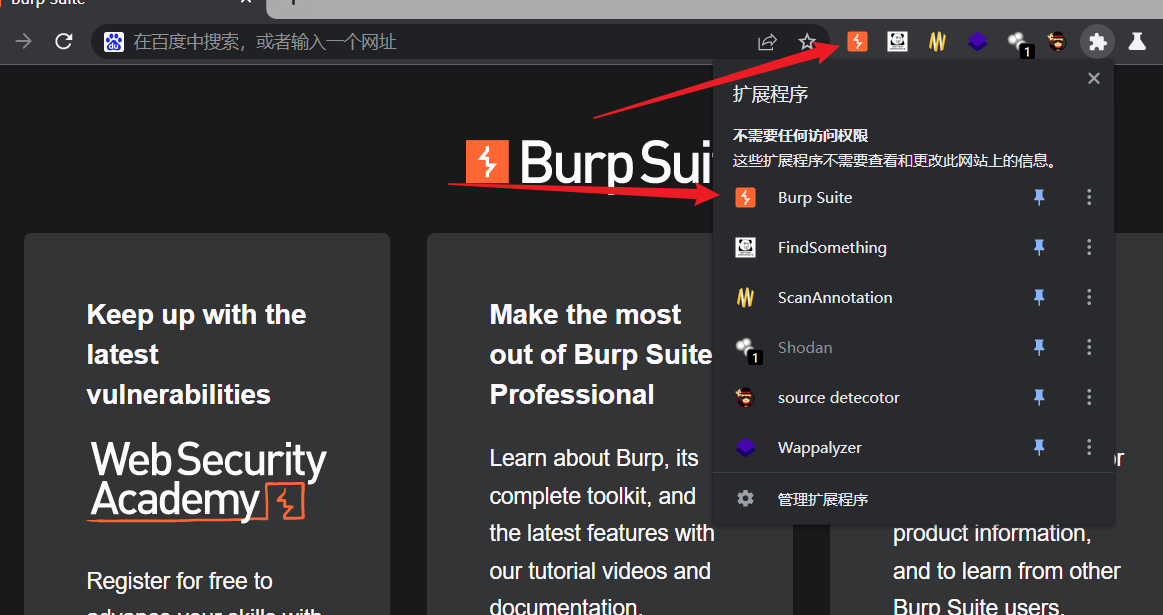 Burp Suite
在百度中搜索，或者输入一个网址
1
扩展程序
不需要任何访问权限
这些扩展程序不需要查看和更改此网站上的信息。
Burp Suite
FindSomething
ScanAnnotation
1
Shodan
source detecotor
Wappalyzer
管理扩展程序
Burp Sui
Keep up with the
latest
vulnerabilities
Web Security
Academy
Register for free to
advance your skills with
Make the most
out of Burp Suite
Professional
Learn about Burp, its
complete toolkit, and
the latest features with
our tutorial videos and
documentation.
or
product information,
and to learn from other
Burp Suite users.